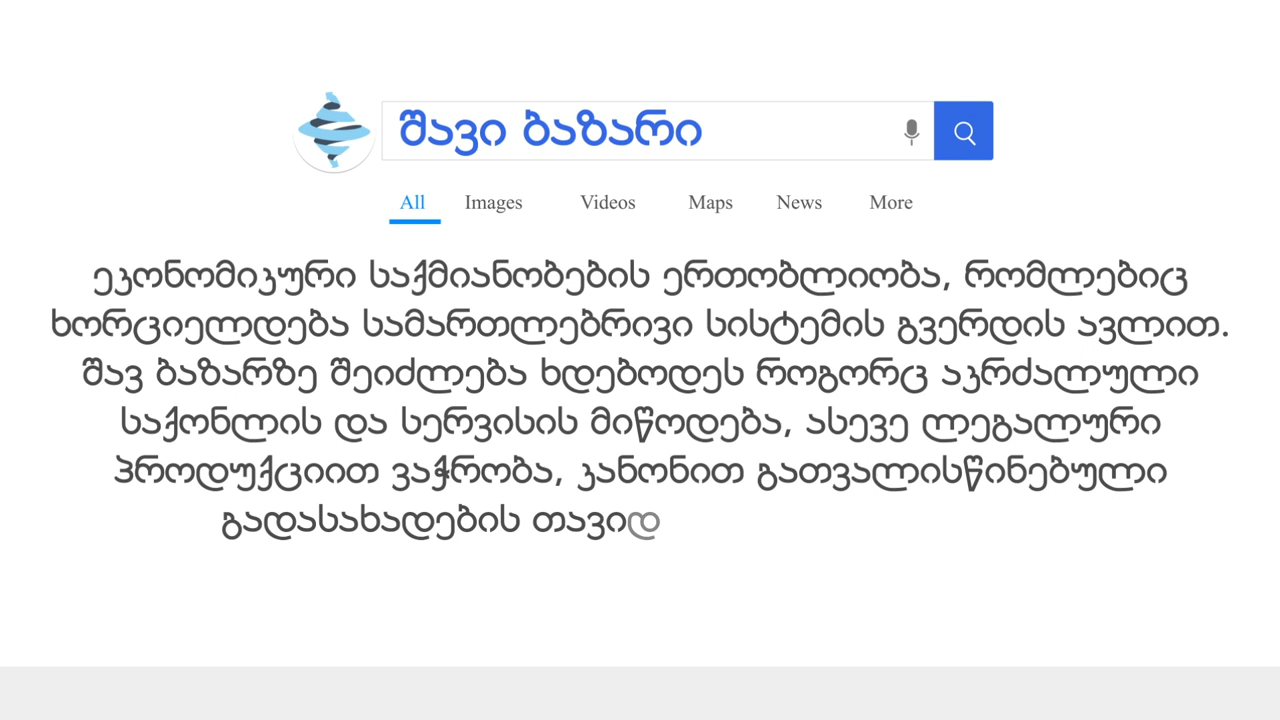 შავი ბაზარი
All Images Videos Maps News More
ეკონომიკური საქმიანობების ერთობლიობა, რომლებიც
ხორციელდება სამართლებრივი სისტემის გვერდის ავლით.
შავ ბაზარზე შეიძლება ხდებოდეს როგორც აკრძალული
საქონლის და სერვისის მიწოდება, ასევე ლეგალური
პროდუქციით ვაჭრობა, კანონით გათვალისწინებული
გადასახადების თავიდ